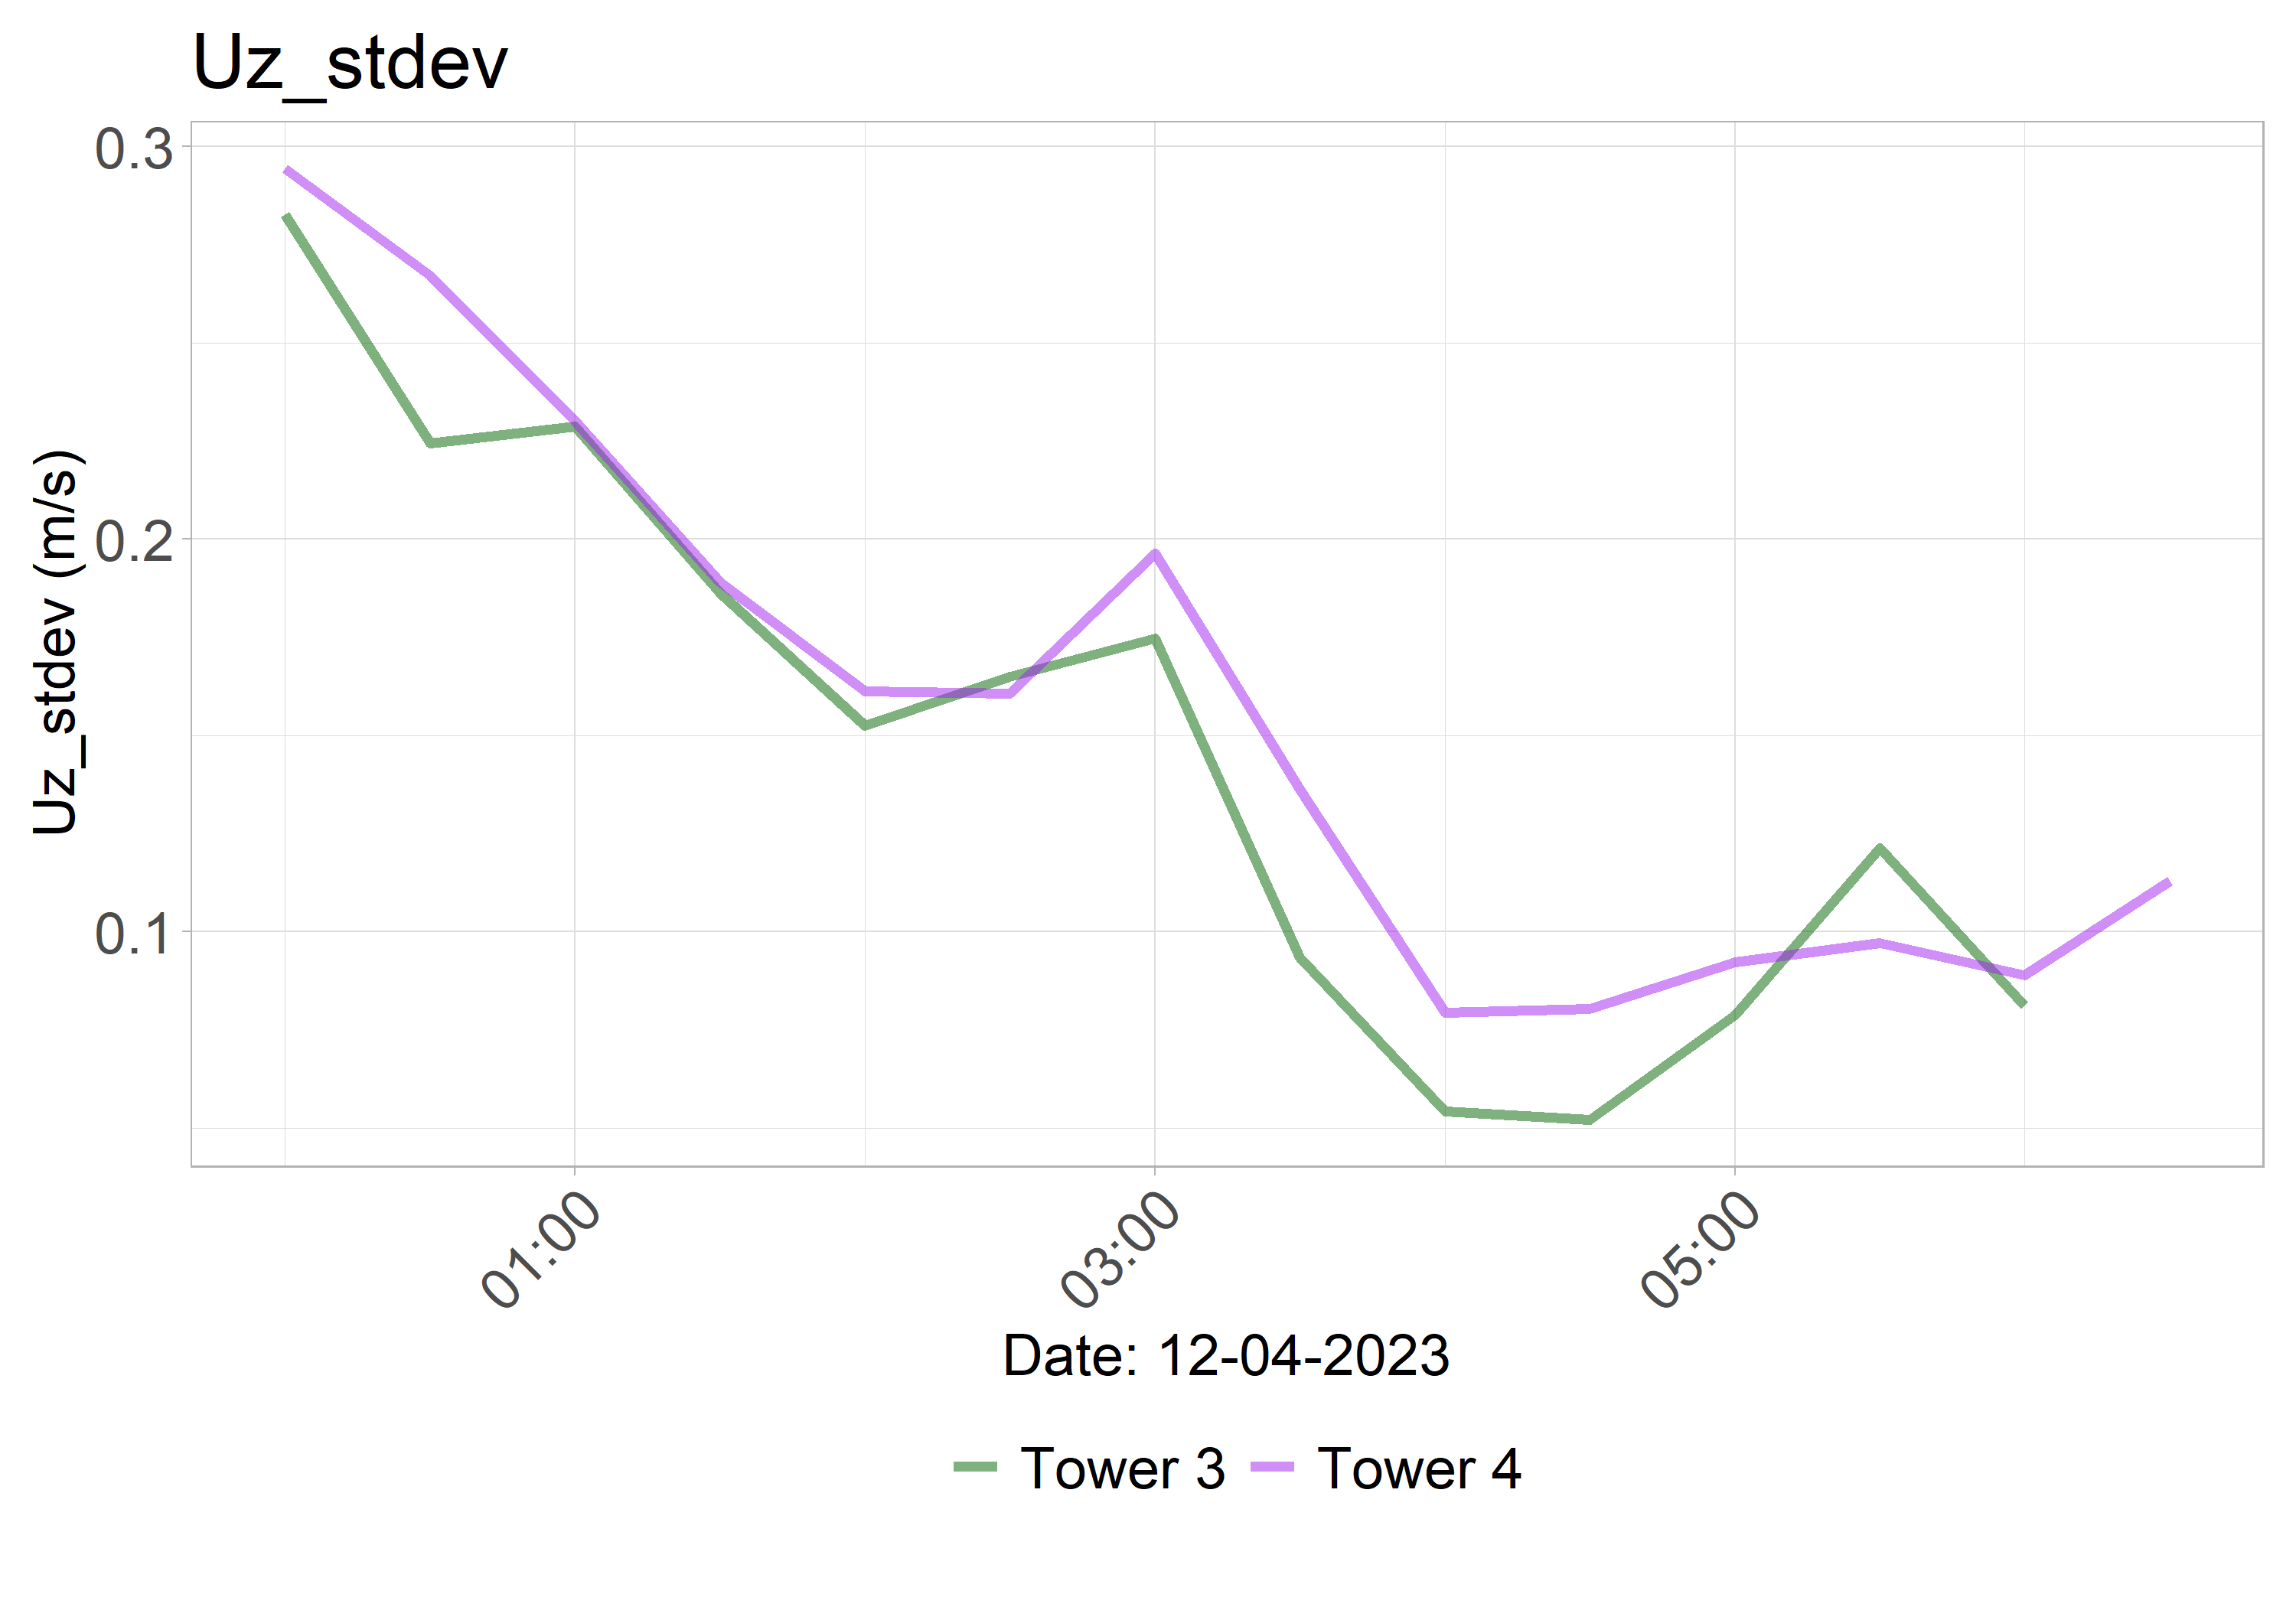 Uz_stdev
Uz_stdev (m/s)
0.3
0.2
0.1
01:00
03:00
05:00
Date: 12-04-2023
Tower 3
Tower 4